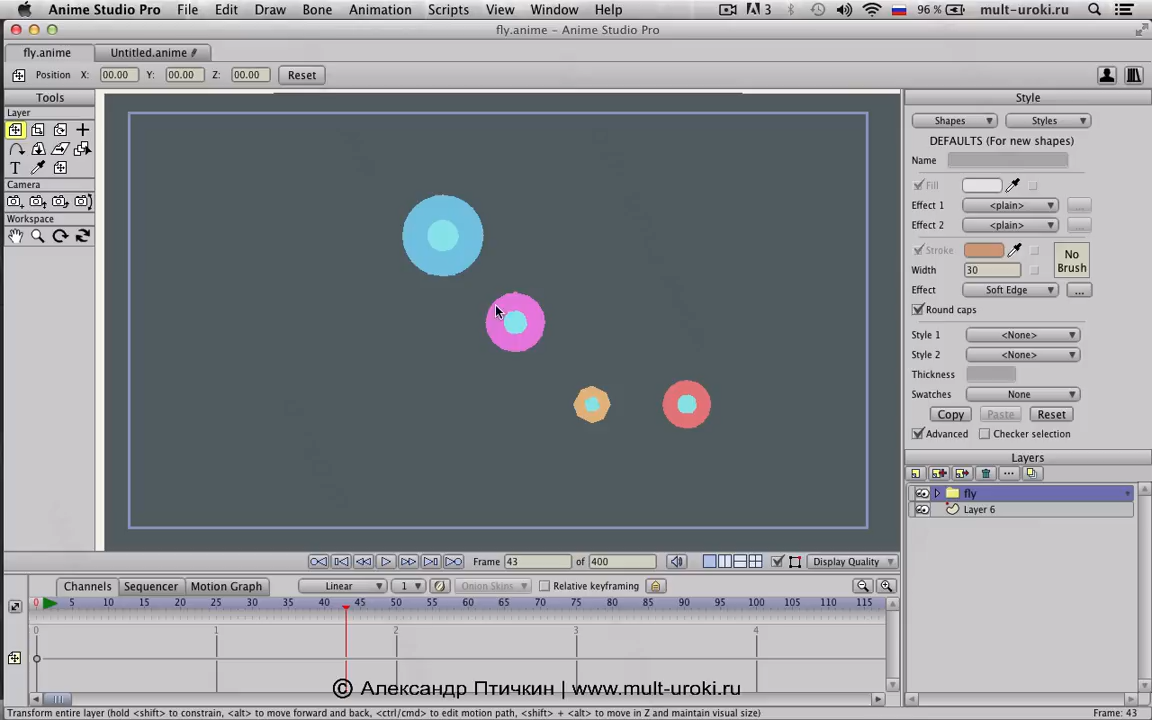 Anime Studio Pro File Edit Draw Bone Animation Scripts View Window Help 3 96 % mult-uroki.ru
fly.anime – Anime Studio Pro
fly.anime Untitled.anime
Position X: 00.00 Y: 00.00 Z: 00.00 Reset
Tools
Layer
T
Camera
Workspace
Style
Shapes Styles
DEFAULTS (For new shapes)
Name
Fill
Effect 1 <plain> ...
Effect 2 <plain> ...
Stroke
No
Brush
Width 30
Effect Soft Edge ...
Round caps
Style 1 <None>
Style 2 <None>
Thickness
Swatches None
Copy Paste Reset
Advanced Checker selection
Layers
fly
Layer 6
Frame 43 of 400 Display Quality
Channels Sequencer Motion Graph Linear 1 Onion Skins Relative keyframing
0 5 10 15 20 25 30 35 40 45 50 55 60 65 70 75 80 85 90 95 100 105 110 115
0 1 2 3 4
© Александр Птичкин | www.mult-uroki.ru
Transform entire layer (hold <shift> to constrain, <alt> to move forward and back, <ctrl/cmd> to edit motion path, <shift> + <alt> to move in Z and maintain visual size) Frame: 43